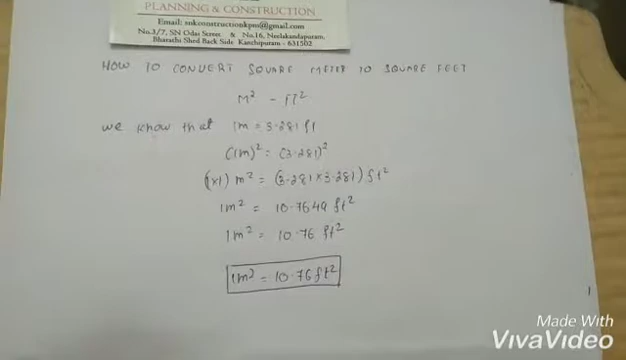 PLANNING & CONSTRUCTION
Email: snkconstructionkpm@gmail.com
No.3/7, SN Odai Street & No.16, Neelakandapuram,
Bharathi Shed Back Side Kanchipuram - 631502
HOW TO CONVERT SQUARE METER TO SQUARE FEET
M² - FT²
we know that 1m = 3.281 ft
(1m)² = (3.281)²
(1×1) m² = (3.281 × 3.281) ft²
1m² = 10.7649 ft²
1m² = 10.76 ft²
1m² = 10.76 ft²
Made With
VivaVideo